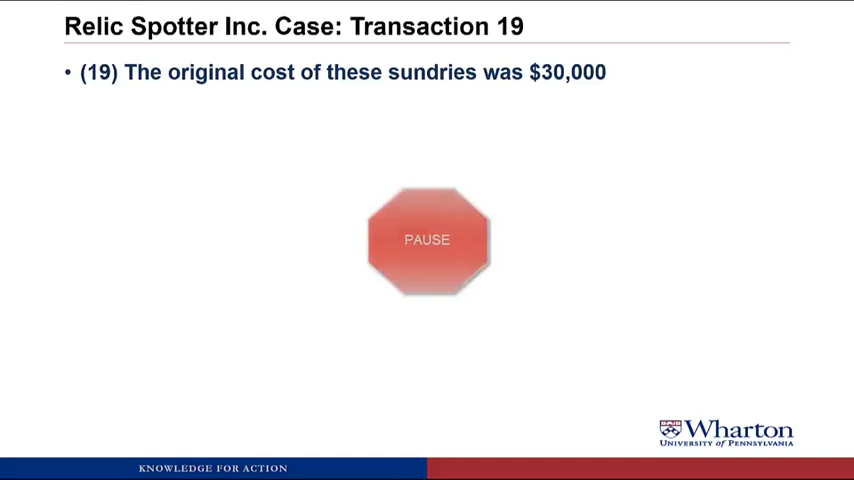 Relic Spotter Inc. Case: Transaction 19
• (19) The original cost of these sundries was $30,000
PAUSE
Wharton
UNIVERSITY OF PENNSYLVANIA
KNOWLEDGE FOR ACTION